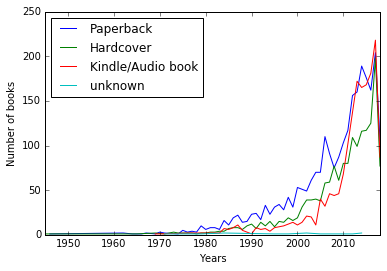 250
200
150
100
50
0
Number of books
Paperback
Hardcover
Kindle/Audio book
unknown
1950 1960 1970 1980 1990 2000 2010
Years